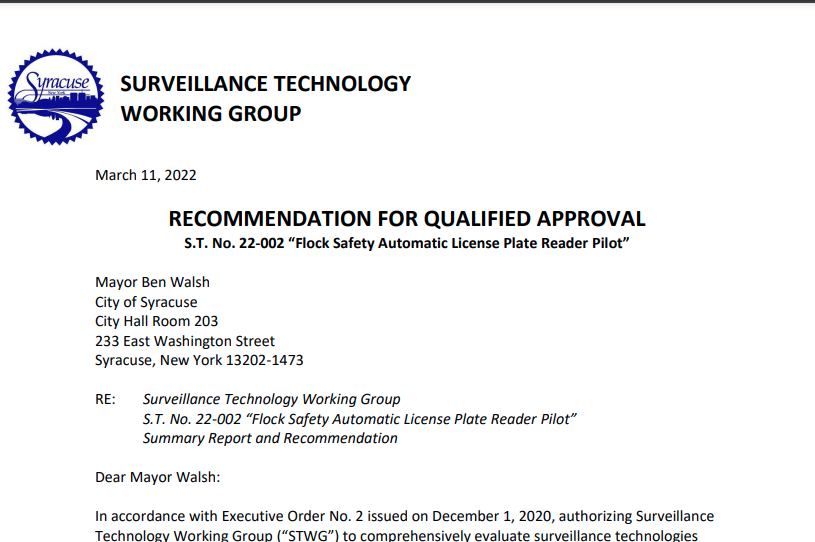 Syracuse
New York
SURVEILLANCE TECHNOLOGY
WORKING GROUP
March 11, 2022
RECOMMENDATION FOR QUALIFIED APPROVAL
S.T. No. 22-002 “Flock Safety Automatic License Plate Reader Pilot”
Mayor Ben Walsh
City of Syracuse
City Hall Room 203
233 East Washington Street
Syracuse, New York 13202-1473
RE: Surveillance Technology Working Group
S.T. No. 22-002 “Flock Safety Automatic License Plate Reader Pilot”
Summary Report and Recommendation
Dear Mayor Walsh:
In accordance with Executive Order No. 2 issued on December 1, 2020, authorizing Surveillance
Technology Working Group (“STWG”) to comprehensively evaluate surveillance technologies